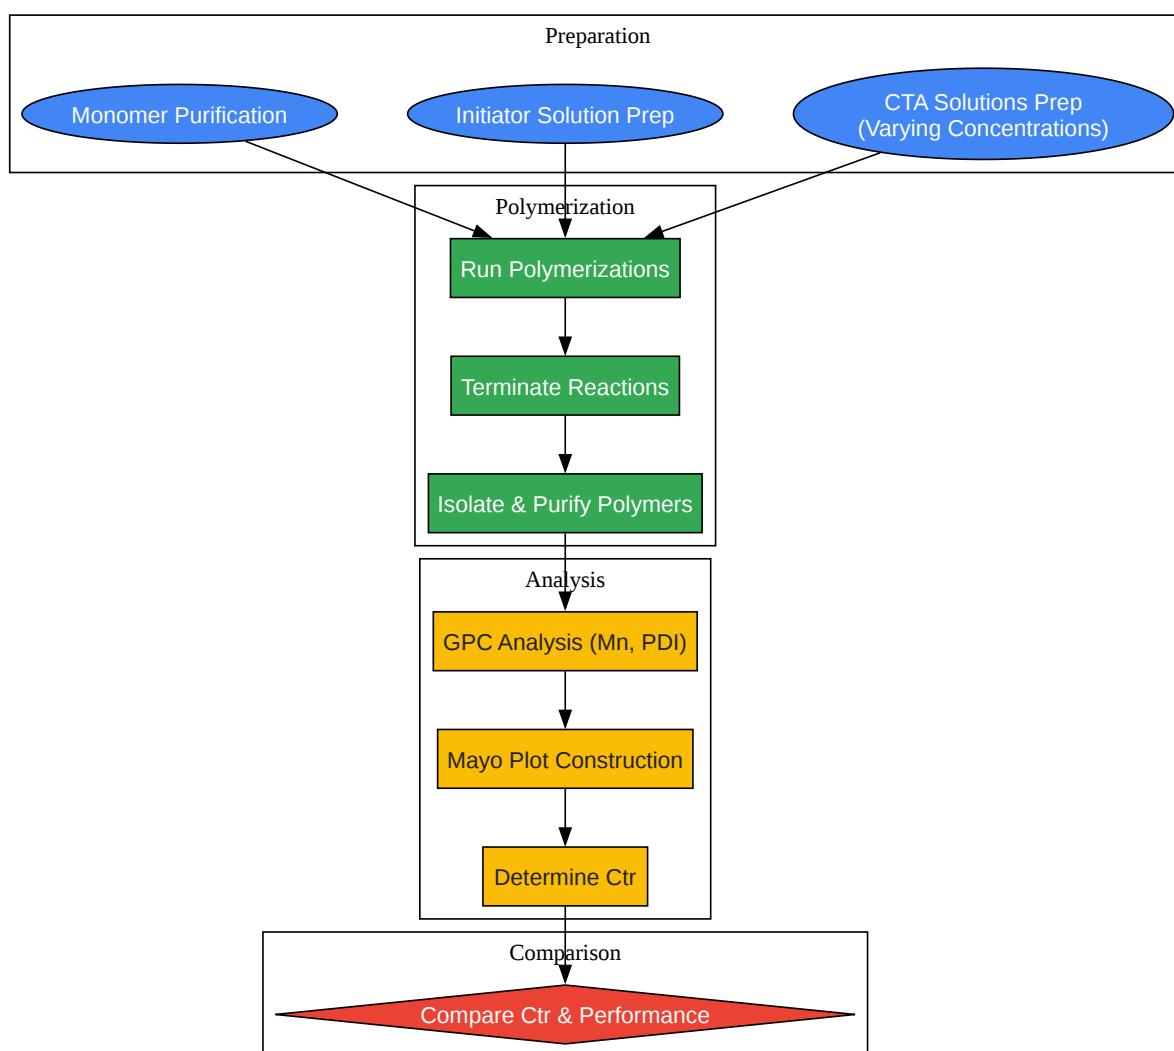 Preparation
Monomer Purification
Initiator Solution Prep
CTA Solutions Prep
(Varying Concentrations)
Polymerization
Run Polymerizations
Terminate Reactions
Isolate & Purify Polymers
Analysis
GPC Analysis (Mn, PDI)
Mayo Plot Construction
Determine Ctr
Comparison
Compare Ctr & Performance